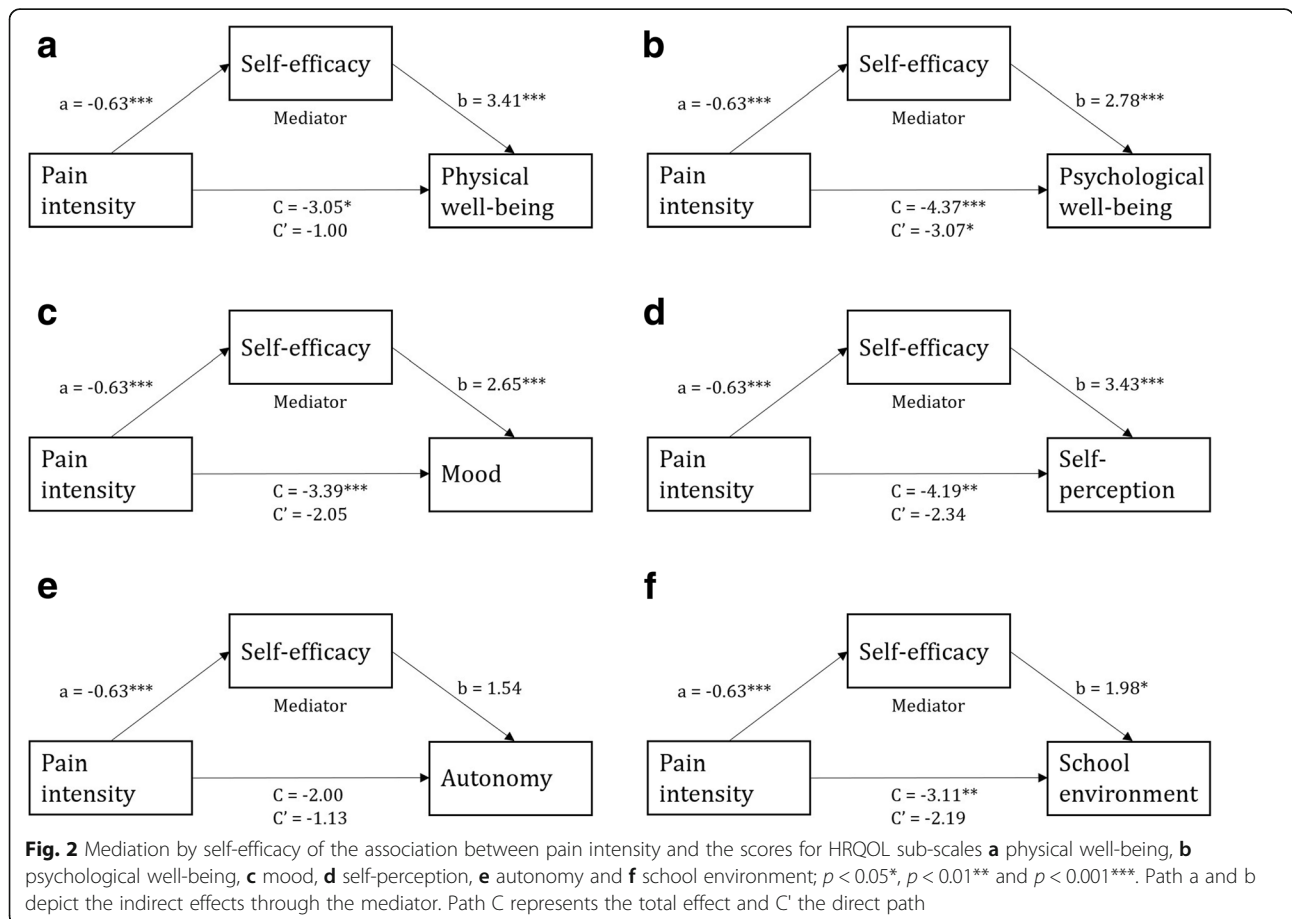 a
Self-efficacy
a = -0.63***
b = 3.41***
Mediator
Pain
intensity
Physical
well-being
C = -3.05*
C' = -1.00
b
Self-efficacy
a = -0.63***
b = 2.78***
Mediator
Pain
intensity
Psychological
well-being
C = -4.37***
C' = -3.07*
c
Self-efficacy
a = -0.63***
b = 2.65***
Mediator
Pain
intensity
Mood
C = -3.39***
C' = -2.05
d
Self-efficacy
a = -0.63***
b = 3.43***
Mediator
Pain
intensity
Self-
perception
C = -4.19**
C' = -2.34
e
Self-efficacy
a = -0.63***
b = 1.54
Mediator
Pain
intensity
Autonomy
C = -2.00
C' = -1.13
f
Self-efficacy
a = -0.63***
b = 1.98*
Mediator
Pain
intensity
School
environment
C = -3.11**
C' = -2.19
Fig. 2 Mediation by self-efficacy of the association between pain intensity and the scores for HRQOL sub-scales a physical well-being, b
psychological well-being, c mood, d self-perception, e autonomy and f school environment; p < 0.05*, p < 0.01** and p < 0.001***. Path a and b
depict the indirect effects through the mediator. Path C represents the total effect and C' the direct path